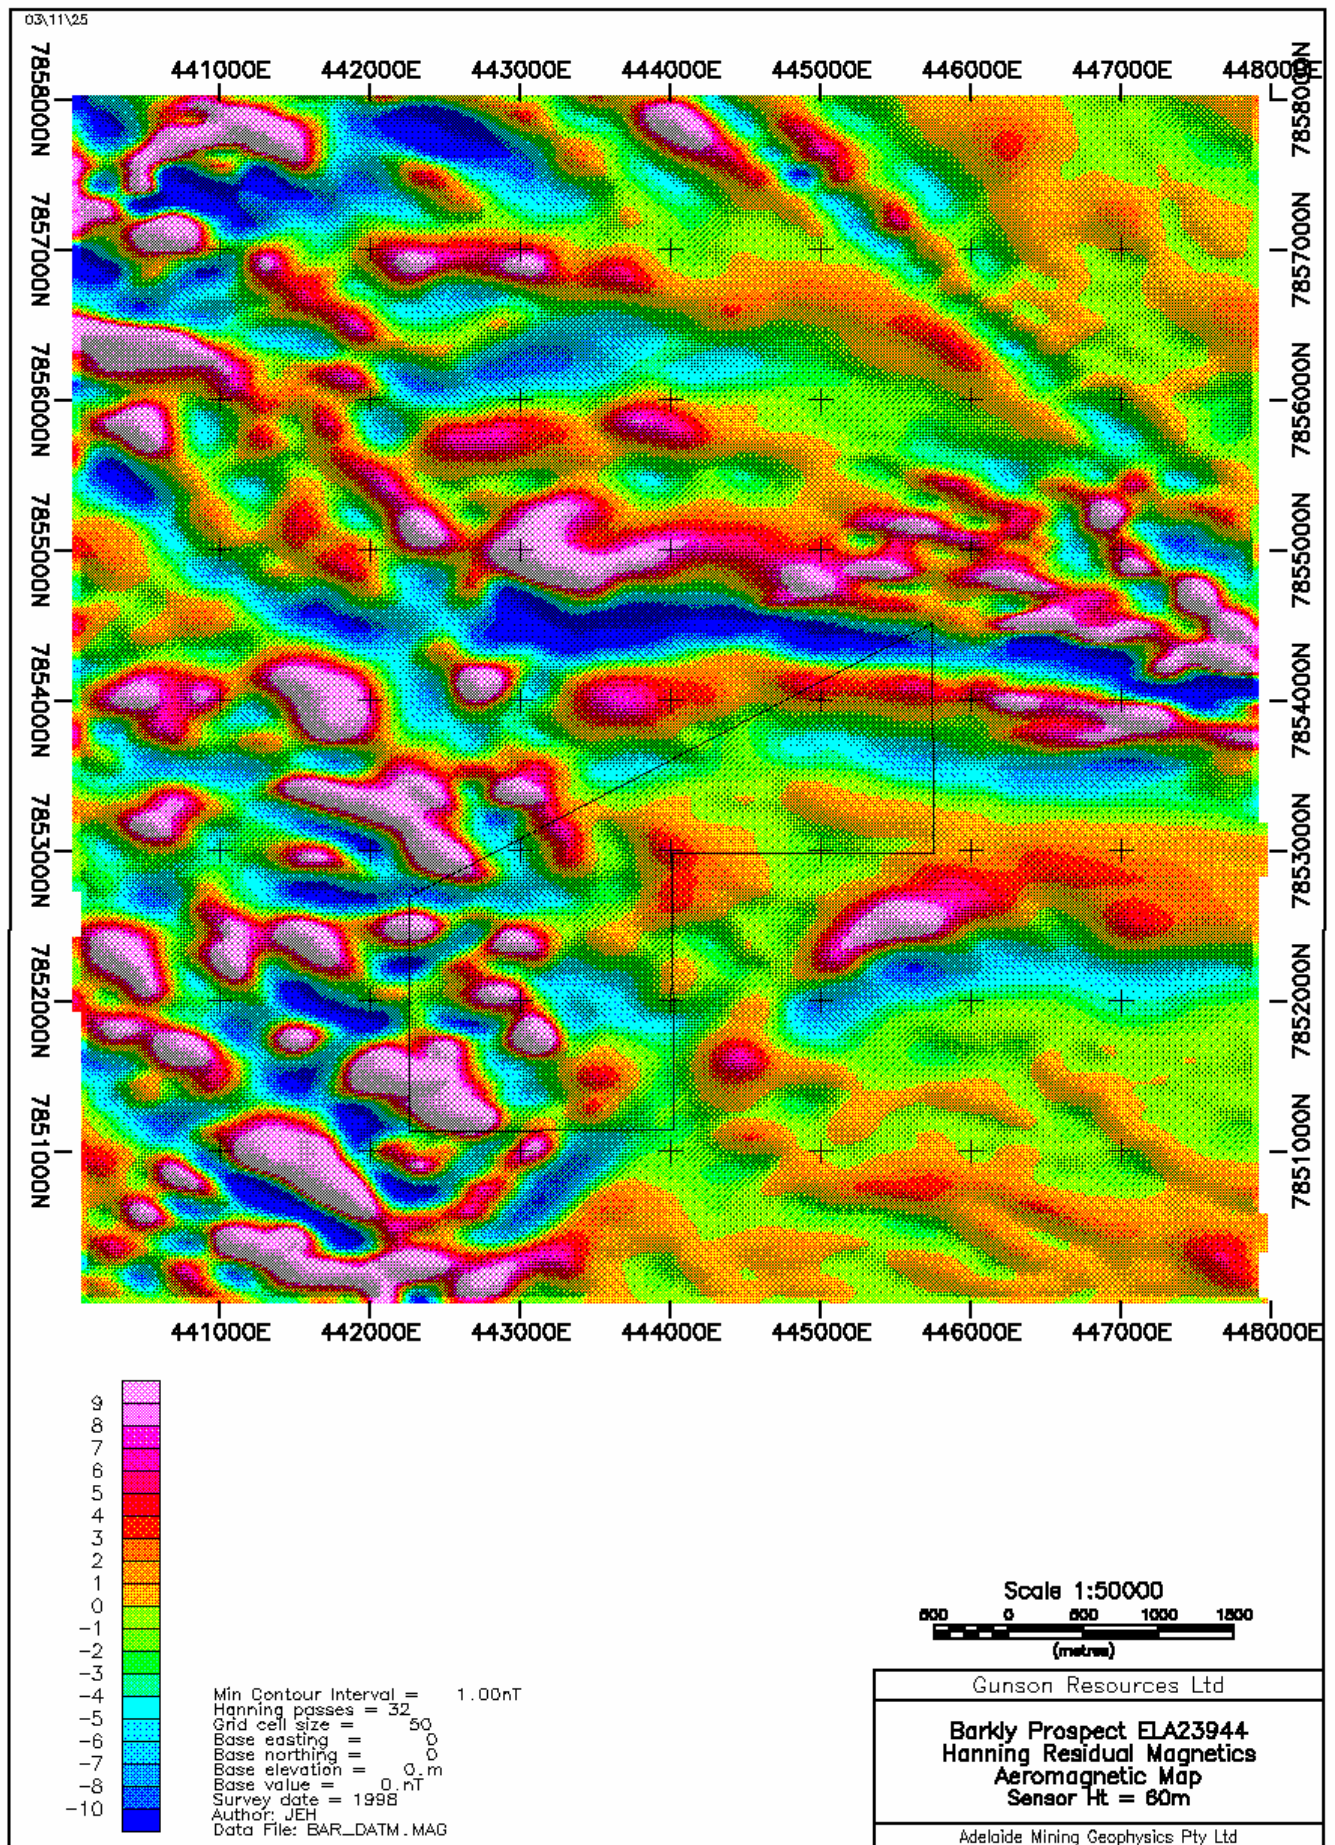 03\11\25
441000E 442000E 443000E 444000E 445000E 446000E 447000E 448000E
7858000N
7857000N
7856000N
7855000N
7854000N
7853000N
7852000N
7851000N
7858000N
7857000N
7856000N
7855000N
7854000N
7853000N
7852000N
7851000N
441000E 442000E 443000E 444000E 445000E 446000E 447000E 448000E
9
8
7
6
5
4
3
2
1
0
-1
-2
-3
-4
-5
-6
-7
-8
-10
Min Contour Interval = 1.00nT
Hanning passes = 32
Grid cell size = 50
Base easting = 0
Base northing = 0
Base elevation = 0.m
Base value = 0.nT
Survey date = 1998
Author: JEH
Data File: BAR_DATM.MAG
Scale 1:50000
500 0 500 1000 1500
(metres)
Gunson Resources Ltd
Barkly Prospect ELA23944
Hanning Residual Magnetics
Aeromagnetic Map
Sensor Ht = 60m
Adelaide Mining Geophysics Pty Ltd